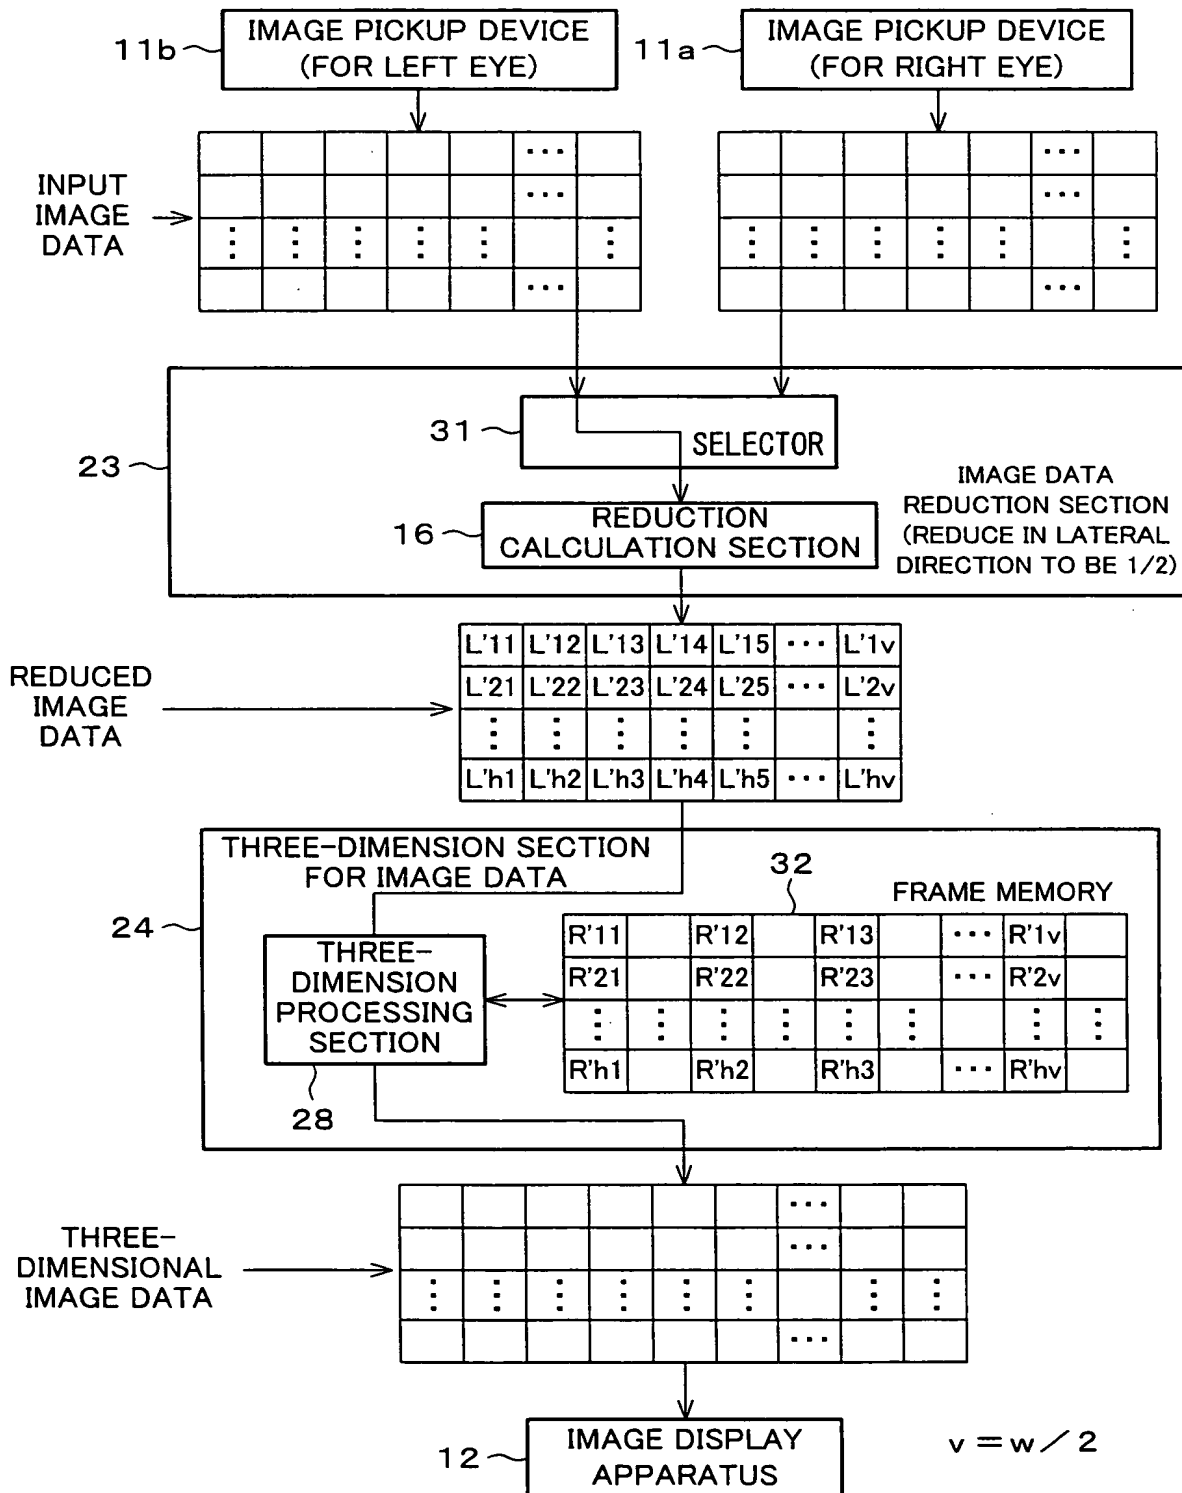 11b
IMAGE PICKUP DEVICE
(FOR LEFT EYE)
11a
IMAGE PICKUP DEVICE
(FOR RIGHT EYE)
INPUT
IMAGE
DATA
...
...
⋮ ⋮ ⋮ ⋮ ⋮ ⋮
...
...
...
⋮ ⋮ ⋮ ⋮ ⋮ ⋮
...
23
31
SELECTOR
16
REDUCTION
CALCULATION SECTION
IMAGE DATA
REDUCTION SECTION
(REDUCE IN LATERAL
DIRECTION TO BE 1/2)
REDUCED
IMAGE
DATA
L'11 L'12 L'13 L'14 L'15 ... L'1v
L'21 L'22 L'23 L'24 L'25 ... L'2v
⋮ ⋮ ⋮ ⋮ ⋮ ⋮
L'h1 L'h2 L'h3 L'h4 L'h5 ... L'hv
24
THREE-DIMENSION SECTION
FOR IMAGE DATA
32
FRAME MEMORY
THREE-
DIMENSION
PROCESSING
SECTION
28
R'11 R'12 R'13 ... R'1v
R'21 R'22 R'23 ... R'2v
⋮ ⋮ ⋮ ⋮ ⋮ ⋮ ⋮ ⋮
R'h1 R'h2 R'h3 ... R'hv
THREE-
DIMENSIONAL
IMAGE DATA
...
...
⋮ ⋮ ⋮ ⋮ ⋮ ⋮ ⋮ ⋮
...
12
IMAGE DISPLAY
APPARATUS
v = w / 2